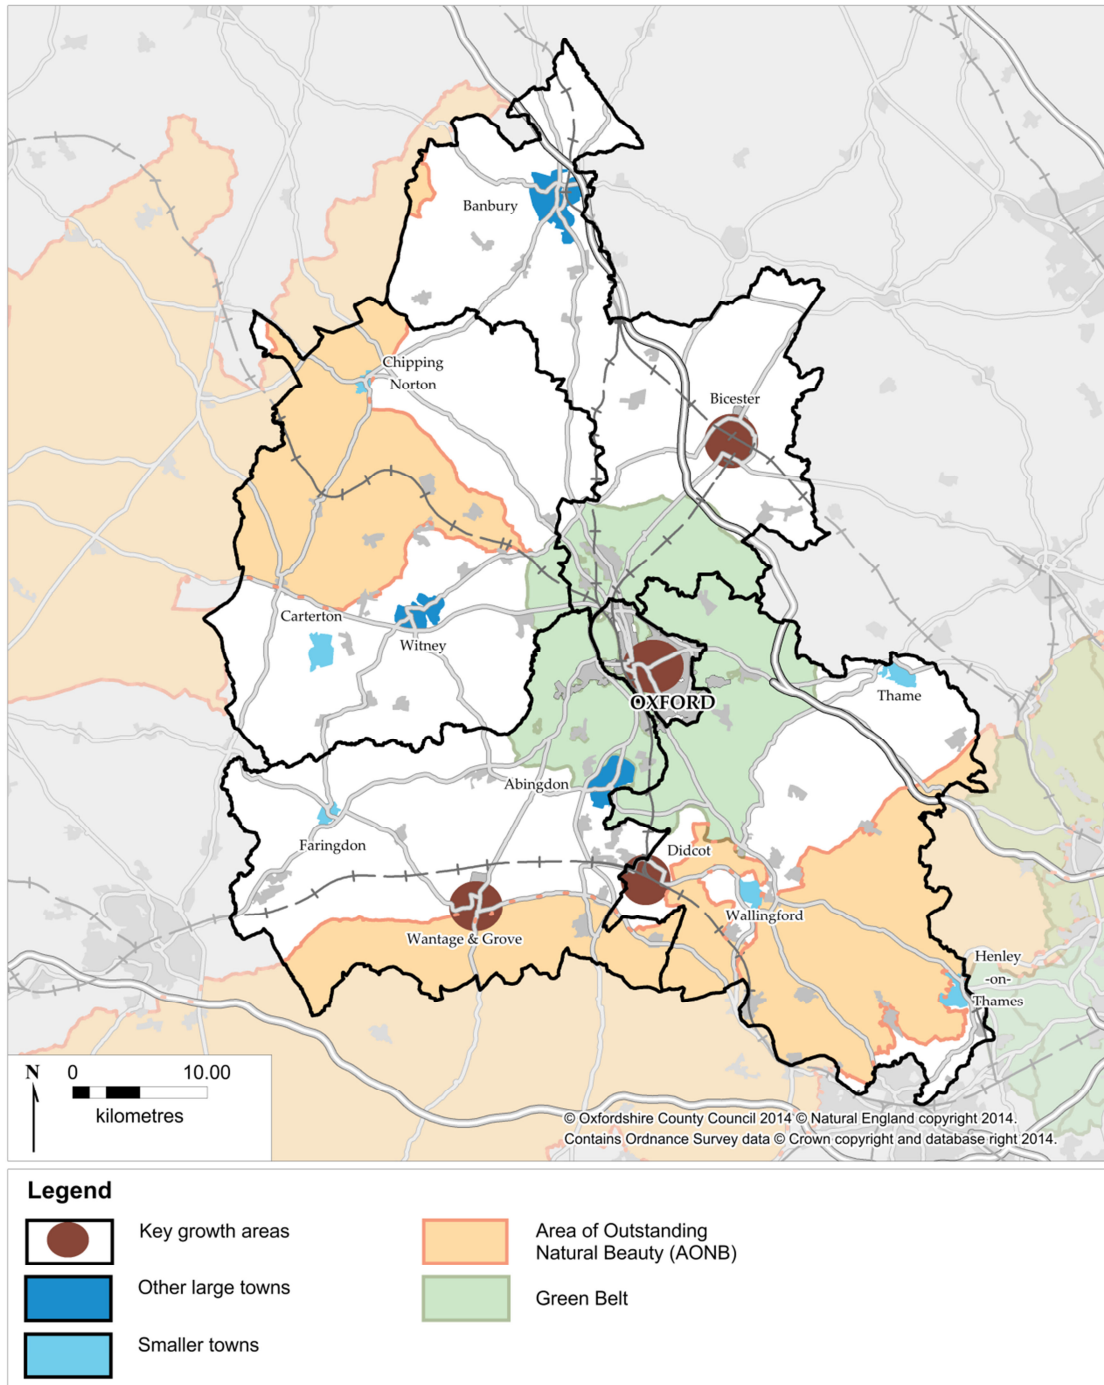 Banbury
Chipping
Norton
Bicester
Carterton
Witney
OXFORD
Thame
Abingdon
Faringdon
Didcot
Wallingford
Wantage & Grove
Henley
-on-
Thames
N
0 10.00
kilometres
© Oxfordshire County Council 2014 © Natural England copyright 2014.
Contains Ordnance Survey data © Crown copyright and database right 2014.
Legend
Key growth areas
Other large towns
Smaller towns
Area of Outstanding
Natural Beauty (AONB)
Green Belt